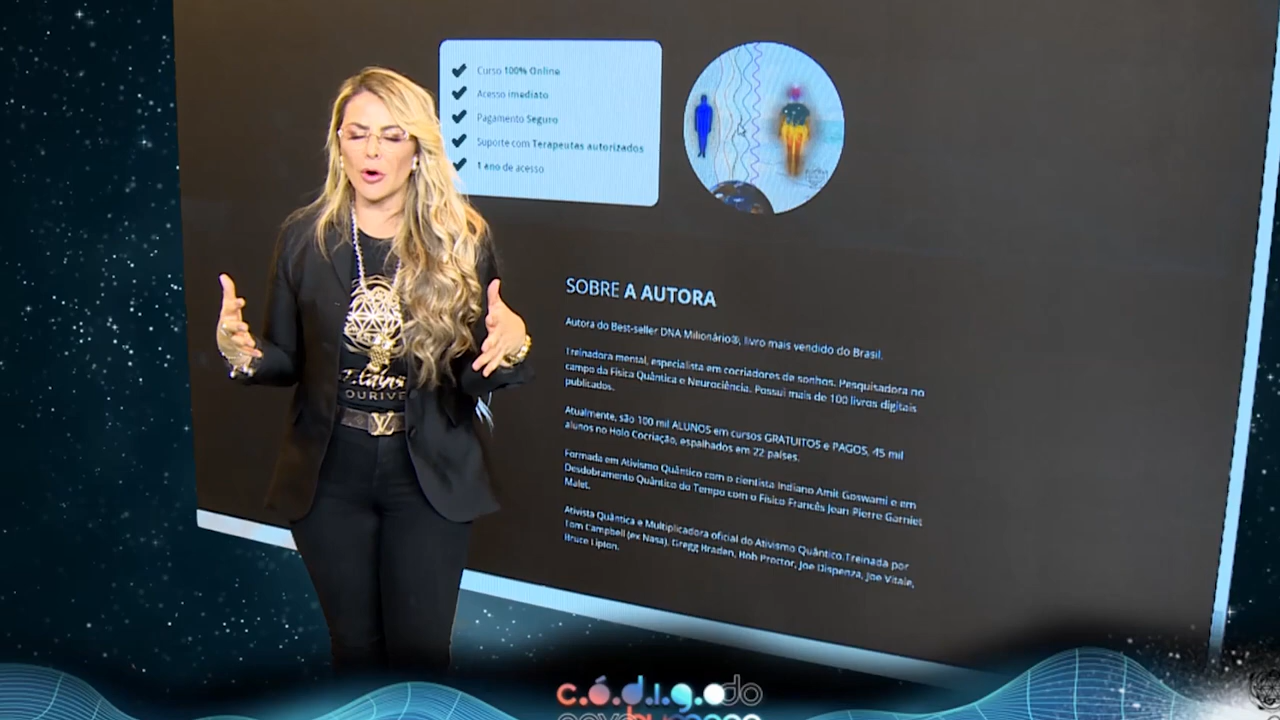 Curso 100% Online
Acesso imediato
Pagamento Seguro
Suporte com Terapeutas autorizados
1 ano de acesso
SOBRE A AUTORA
Autora do Best-seller DNA Milionário®, livro mais vendido do Brasil.
Treinadora mental, especialista em cocriadores de sonhos. Pesquisadora no
campo da Física Quântica e Neurociência. Possui mais de 100 livros digitais
publicados.
Atualmente, são 100 mil ALUNOS em cursos GRATUITOS e PAGOS, 45 mil
alunos no Holo Cocriação, espalhados em 22 países.
Formada em Ativismo Quântico com o cientista Indiano Amit Goswami e em
Desdobramento Quântico do Tempo com o Físico Francês Jean Pierre Garniet
Malet.
Ativista Quântica e Multiplicadora oficial do Ativismo Quântico.Treinada por
Tom Campbell (ex Nasa), Gregg Braden, Bob Proctor, Joe Dispenza, Joe Vitale,
Bruce Lipton.
OURIVE
LV
c.ó.d.i.g.o do